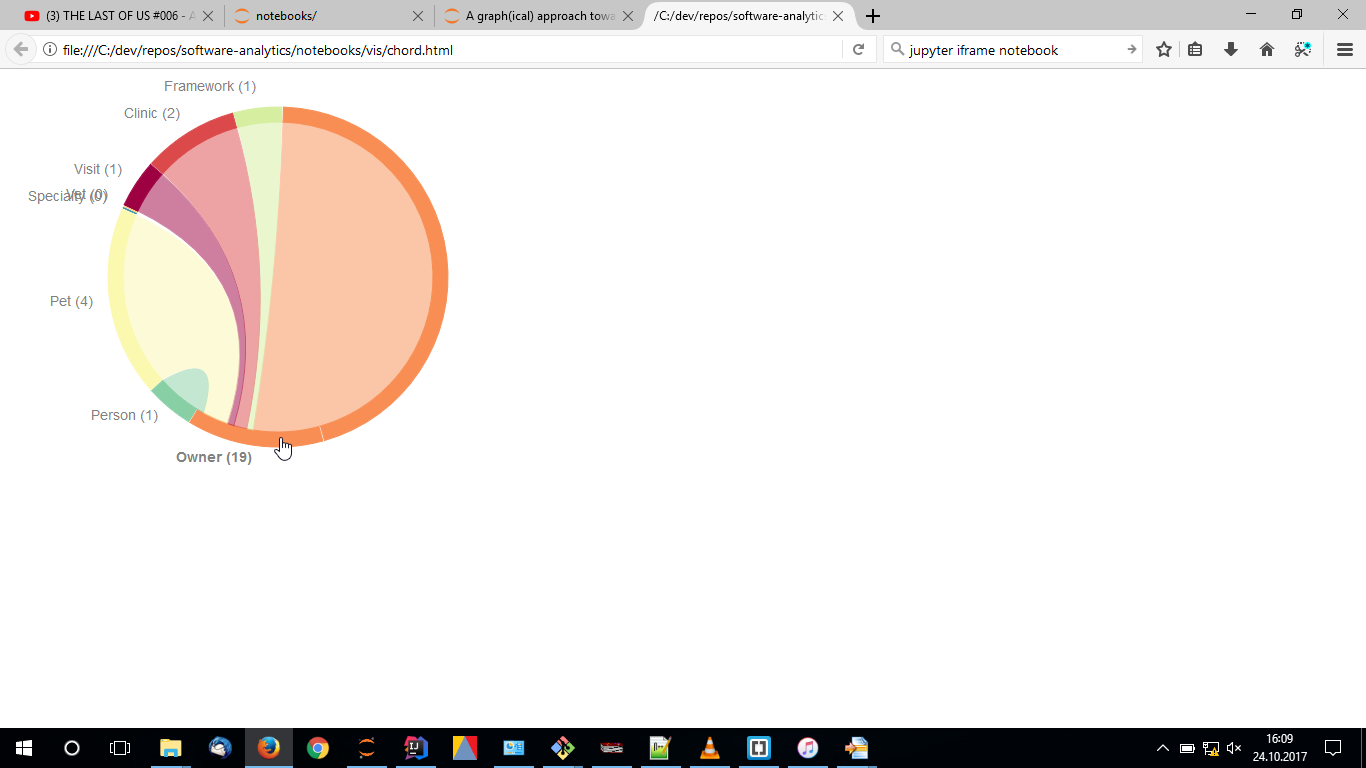 (3) THE LAST OF US #006 - A
notebooks/
A graph(ical) approach towa
/C:/dev/repos/software-analytics
file:///C:/dev/repos/software-analytics/notebooks/vis/chord.html
jupyter iframe notebook
Framework (1)
Clinic (2)
Visit (1)
Vet (0)
Specialty (0)
Pet (4)
Person (1)
Owner (19)
16:09
24.10.2017